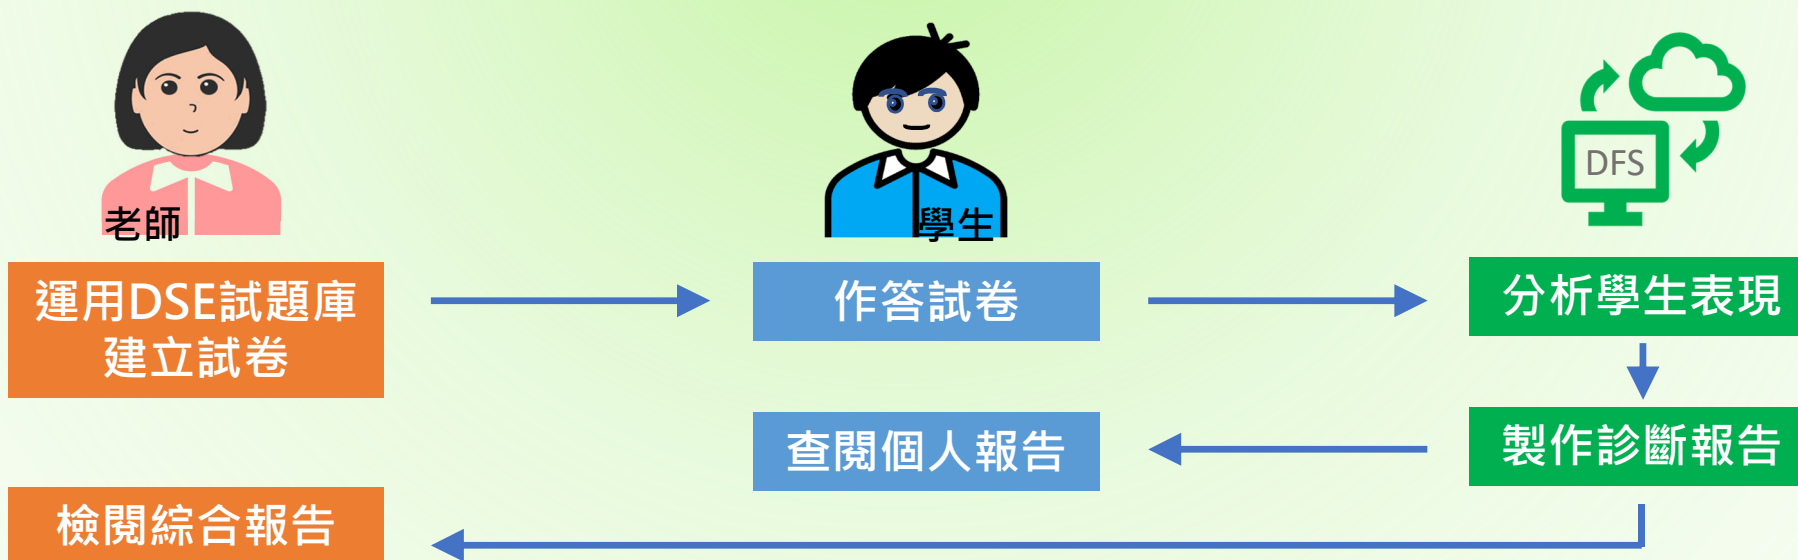 老師
學生
DFS
運用DSE試題庫
建立試卷
作答試卷
分析學生表現
查閱個人報告
製作診斷報告
檢閱綜合報告